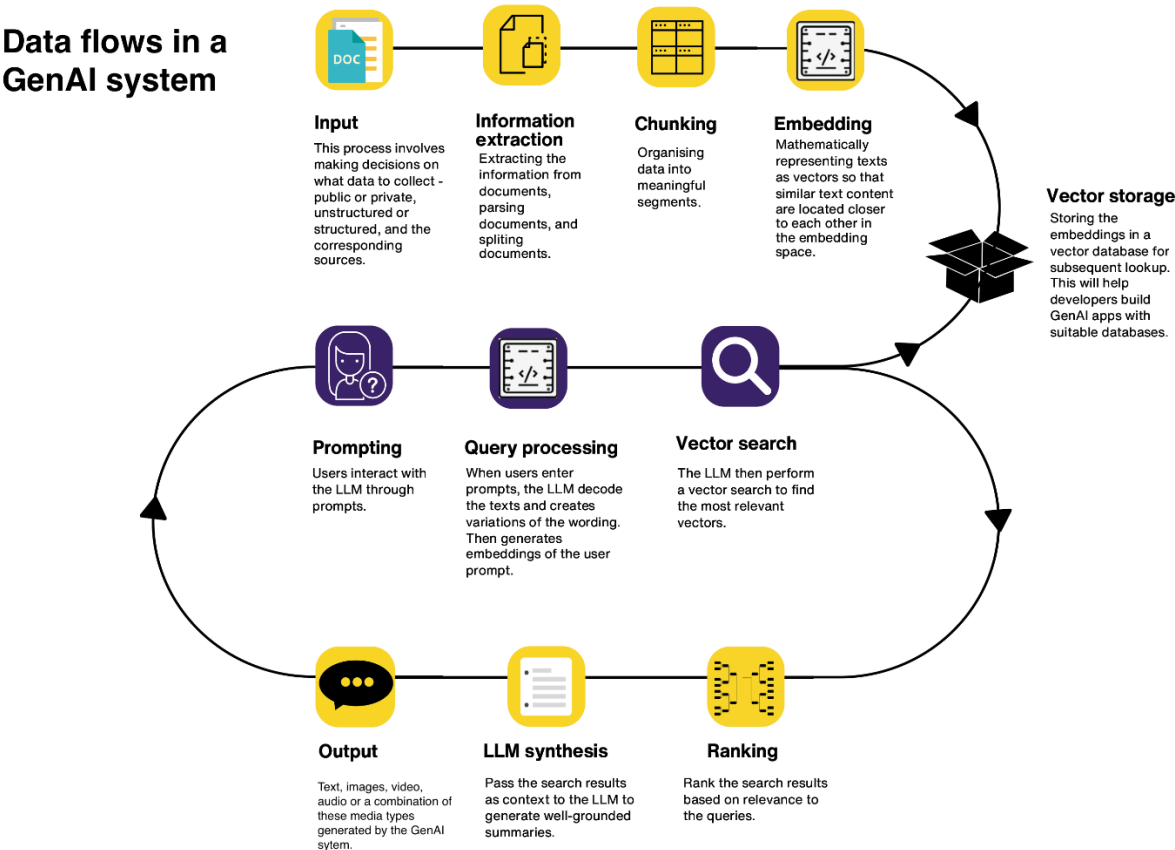 Data flows in a
GenAI system
DOC
Input
This process involves
making decisions on
what data to collect -
public or private,
unstructured or
structured, and the
corresponding
sources.
Information
extraction
Extracting the
information from
documents,
parsing
documents, and
spliting
documents.
Chunking
Organising
data into
meaningful
segments.
</>
Embedding
Mathematically
representing texts
as vectors so that
similar text content
are located closer
to each other in
the embedding
space.
Vector storage
Storing the
embeddings in a
vector database for
subsequent lookup.
This will help
developers build
GenAI apps with
suitable databases.
?
Prompting
Users interact with
the LLM through
prompts.
</>
Query processing
When users enter
prompts, the LLM decode
the texts and creates
variations of the wording.
Then generates
embeddings of the user
prompt.
Vector search
The LLM then perform
a vector search to find
the most relevant
vectors.
Output
Text, images, video,
audio or a combination of
these media types
generated by the GenAI
sytem.
LLM synthesis
Pass the search results
as context to the LLM to
generate well-grounded
summaries.
Ranking
Rank the search results
based on relevance to
the queries.